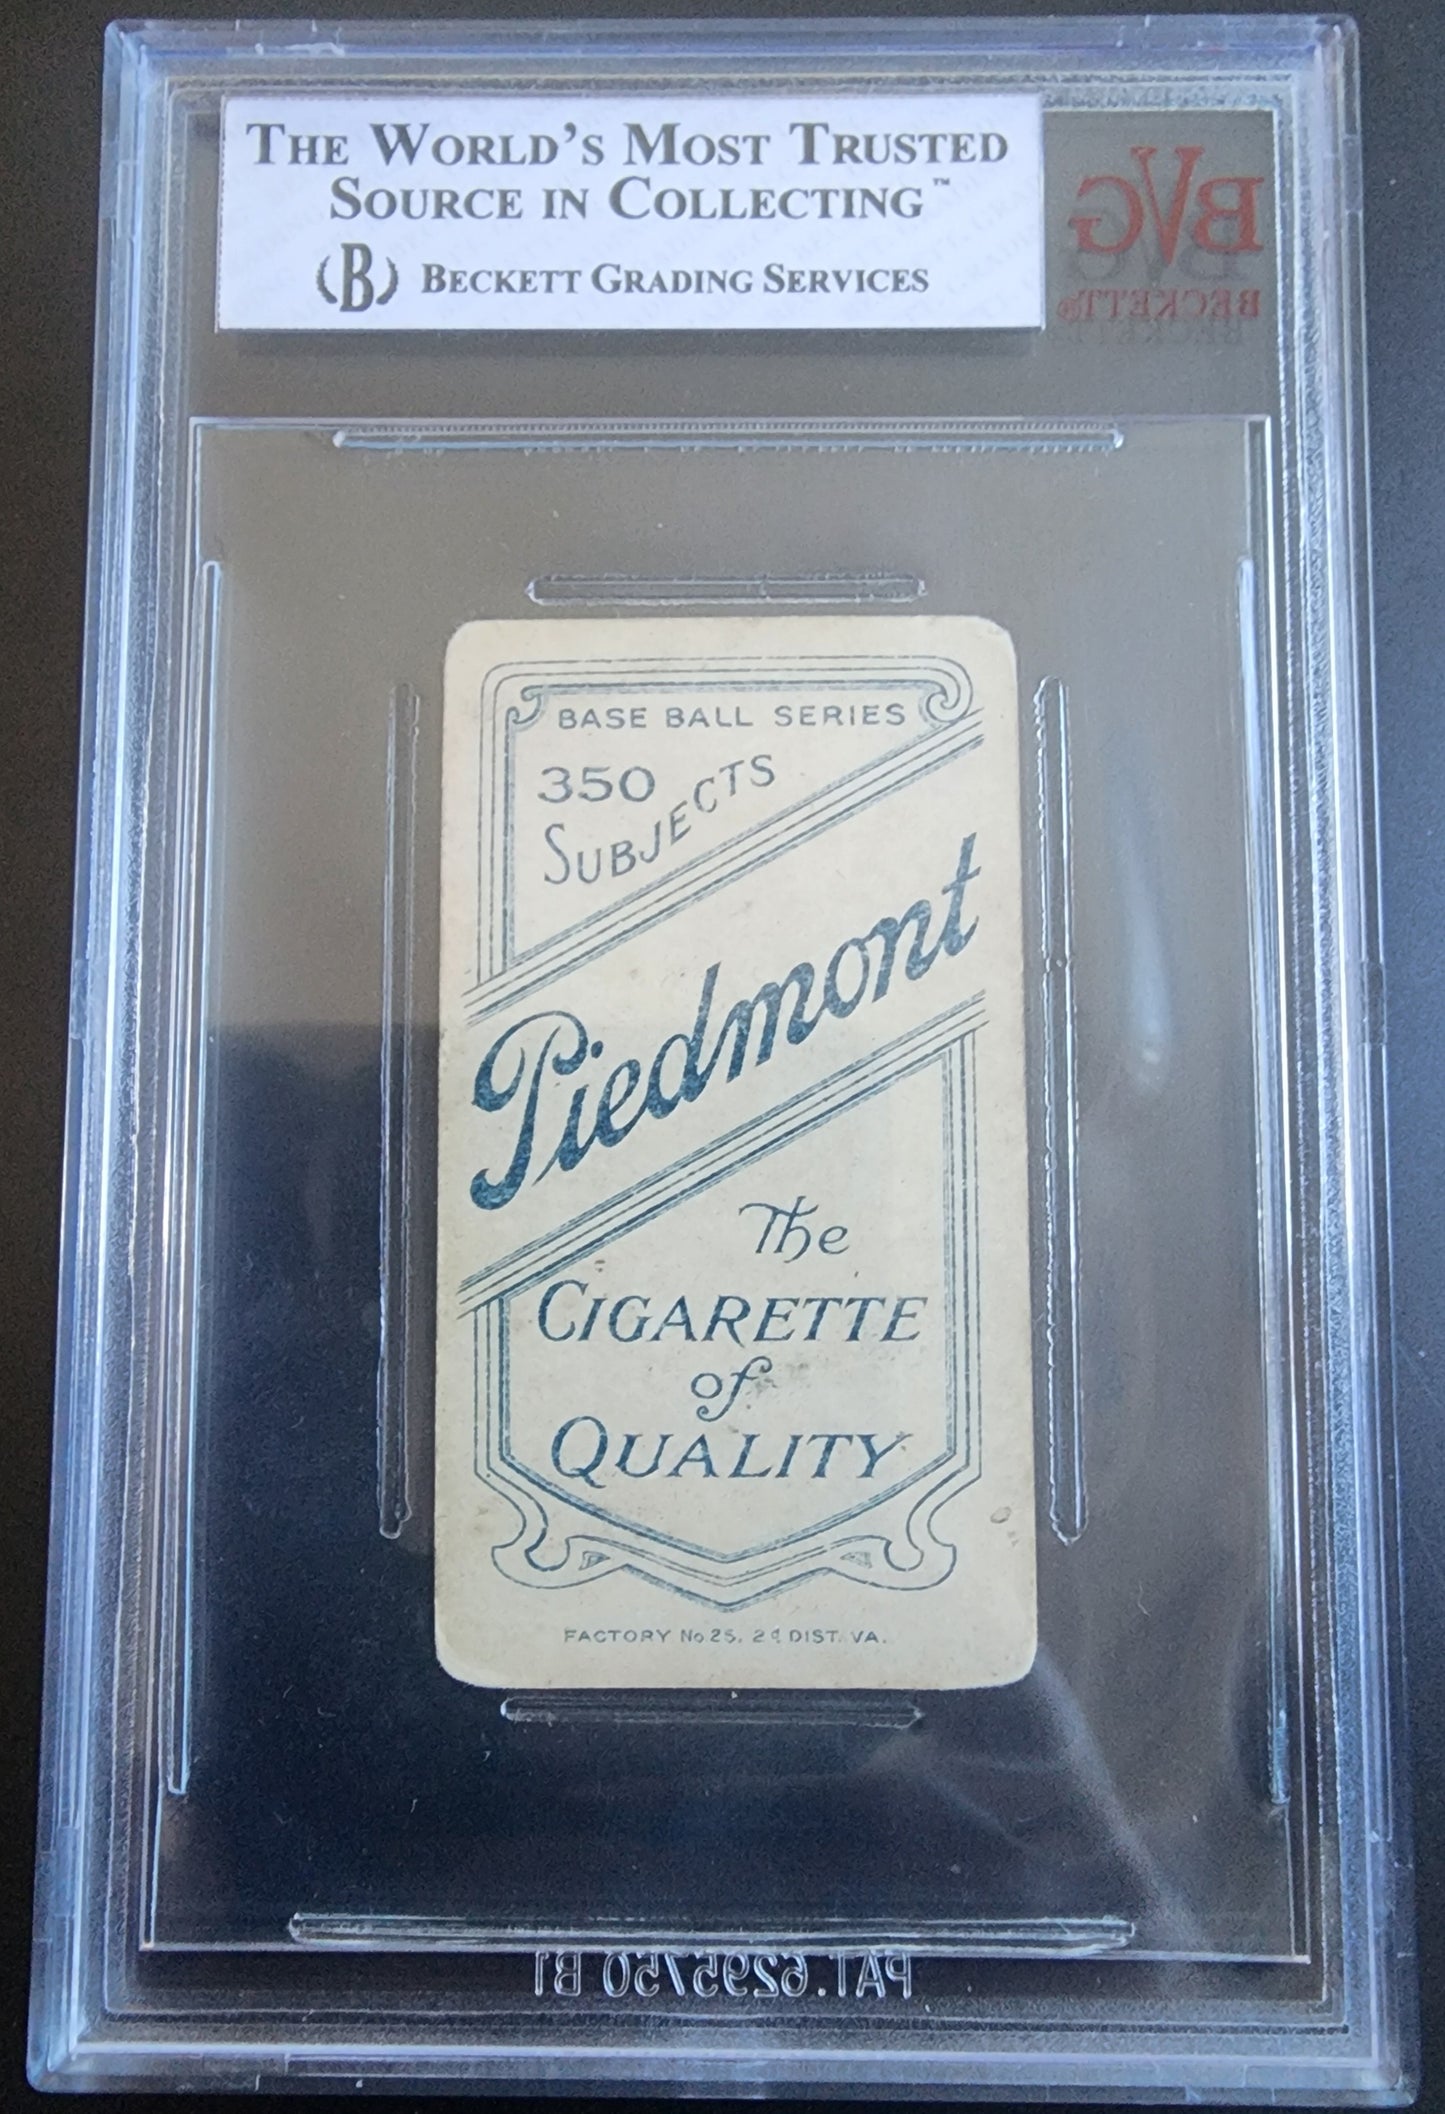 THE WORLD'S MOST TRUSTED
SOURCE IN COLLECTING™
(B) BECKETT GRADING SERVICES
BVG
BECKETT®
BASE BALL SERIES
350
SUBJECTS
Piedmont
The
CIGARETTE
of
QUALITY
FACTORY No 25, 2d DIST. VA.
PAT.6295750 B1